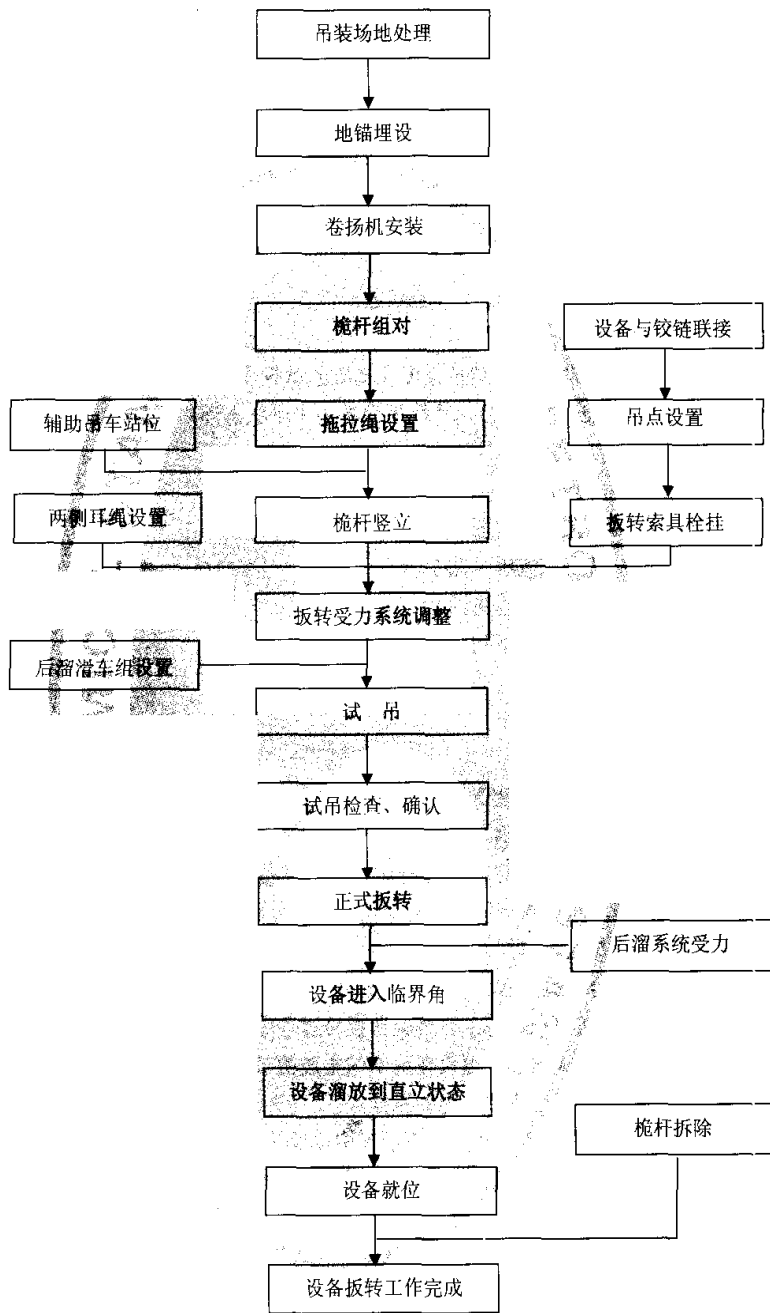 吊装场地处理
地锚埋设
卷扬机安装
桅杆组对
设备与铰链联接
辅助吊车站位
拖拉绳设置
吊点设置
两侧耳绳设置
桅杆竖立
扳转索具栓挂
扳转受力系统调整
后溜滑车组设置
试 吊
试吊检查、确认
正式扳转
后溜系统受力
设备进入临界角
设备溜放到直立状态
桅杆拆除
设备就位
设备扳转工作完成